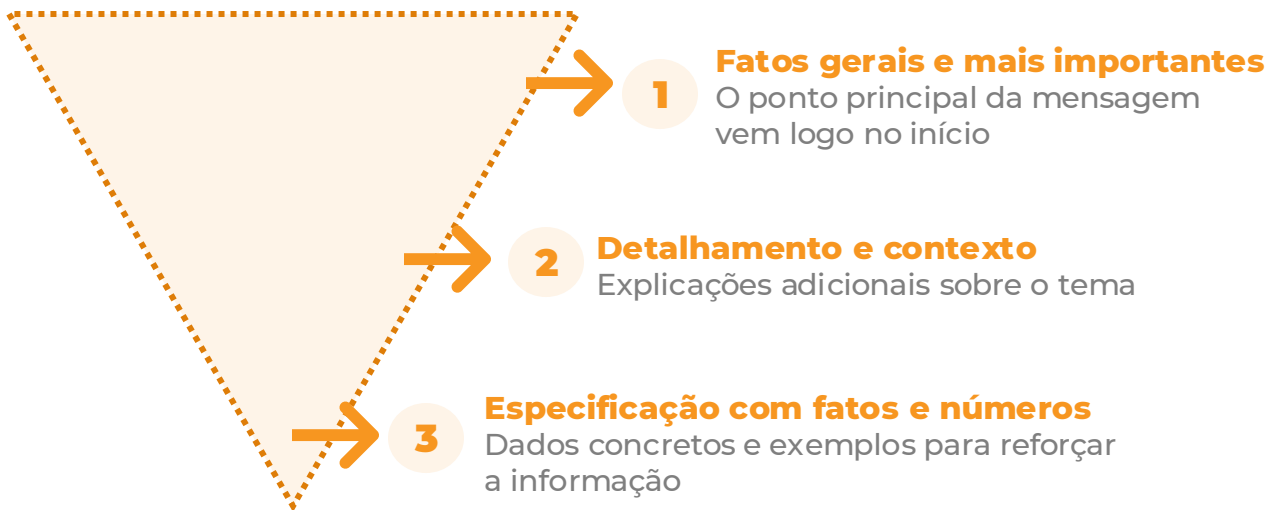 1
Fatos gerais e mais importantes
O ponto principal da mensagem
vem logo no início
2
Detalhamento e contexto
Explicações adicionais sobre o tema
3
Especificação com fatos e números
Dados concretos e exemplos para reforçar
a informação